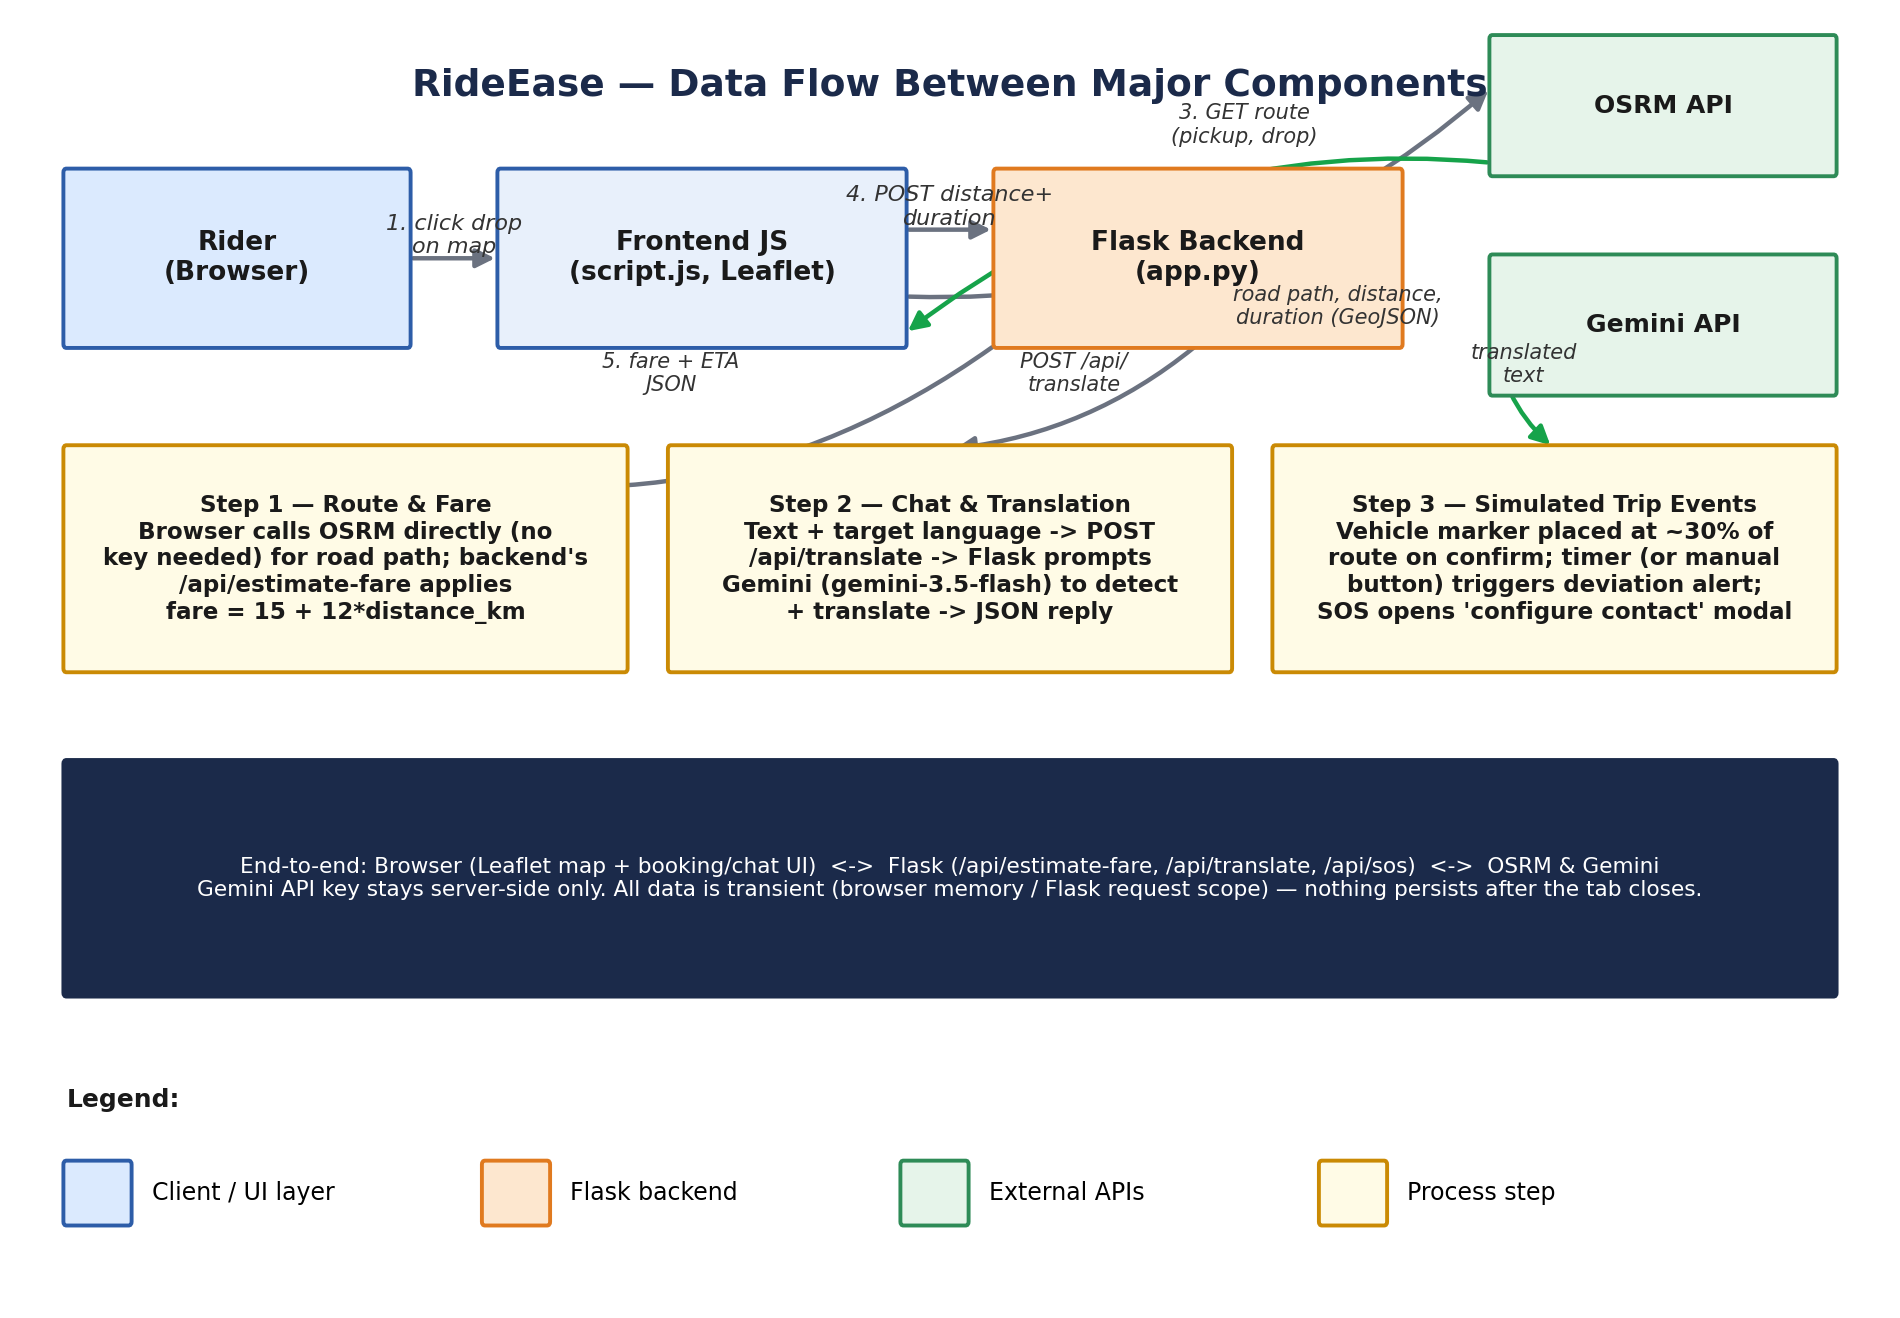 RideEase — Data Flow Between Major Components
OSRM API
3. GET route
(pickup, drop)
Rider
(Browser)
1. click drop
on map
Frontend JS
(script.js, Leaflet)
4. POST distance+
duration
Flask Backend
(app.py)
road path, distance,
duration (GeoJSON)
Gemini API
translated
text
5. fare + ETA
JSON
POST /api/
translate
Step 1 — Route & Fare
Browser calls OSRM directly (no
key needed) for road path; backend's
/api/estimate-fare applies
fare = 15 + 12*distance_km
Step 2 — Chat & Translation
Text + target language -> POST
/api/translate -> Flask prompts
Gemini (gemini-3.5-flash) to detect
+ translate -> JSON reply
Step 3 — Simulated Trip Events
Vehicle marker placed at ~30% of
route on confirm; timer (or manual
button) triggers deviation alert;
SOS opens 'configure contact' modal
End-to-end: Browser (Leaflet map + booking/chat UI) <-> Flask (/api/estimate-fare, /api/translate, /api/sos) <-> OSRM & Gemini
Gemini API key stays server-side only. All data is transient (browser memory / Flask request scope) — nothing persists after the tab closes.
Legend:
Client / UI layer
Flask backend
External APIs
Process step